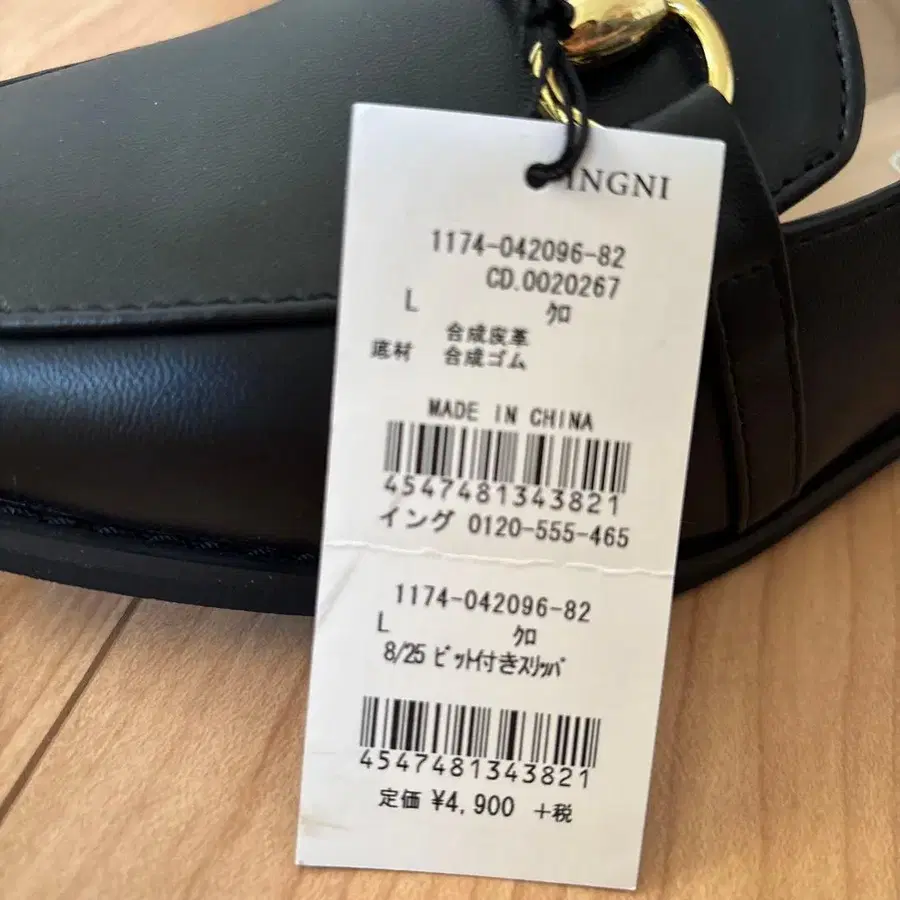 INGNI
1174-042096-82
CD.0020267
L ｸﾛ
合成皮革
底材 合成ゴム
MADE IN CHINA
4547481343821
イング 0120-555-465
1174-042096-82
L ｸﾛ
8/25 ﾋﾞｯﾄ付きｽﾘｯﾊﾟ
4547481343821
定価 ¥4,900 +税